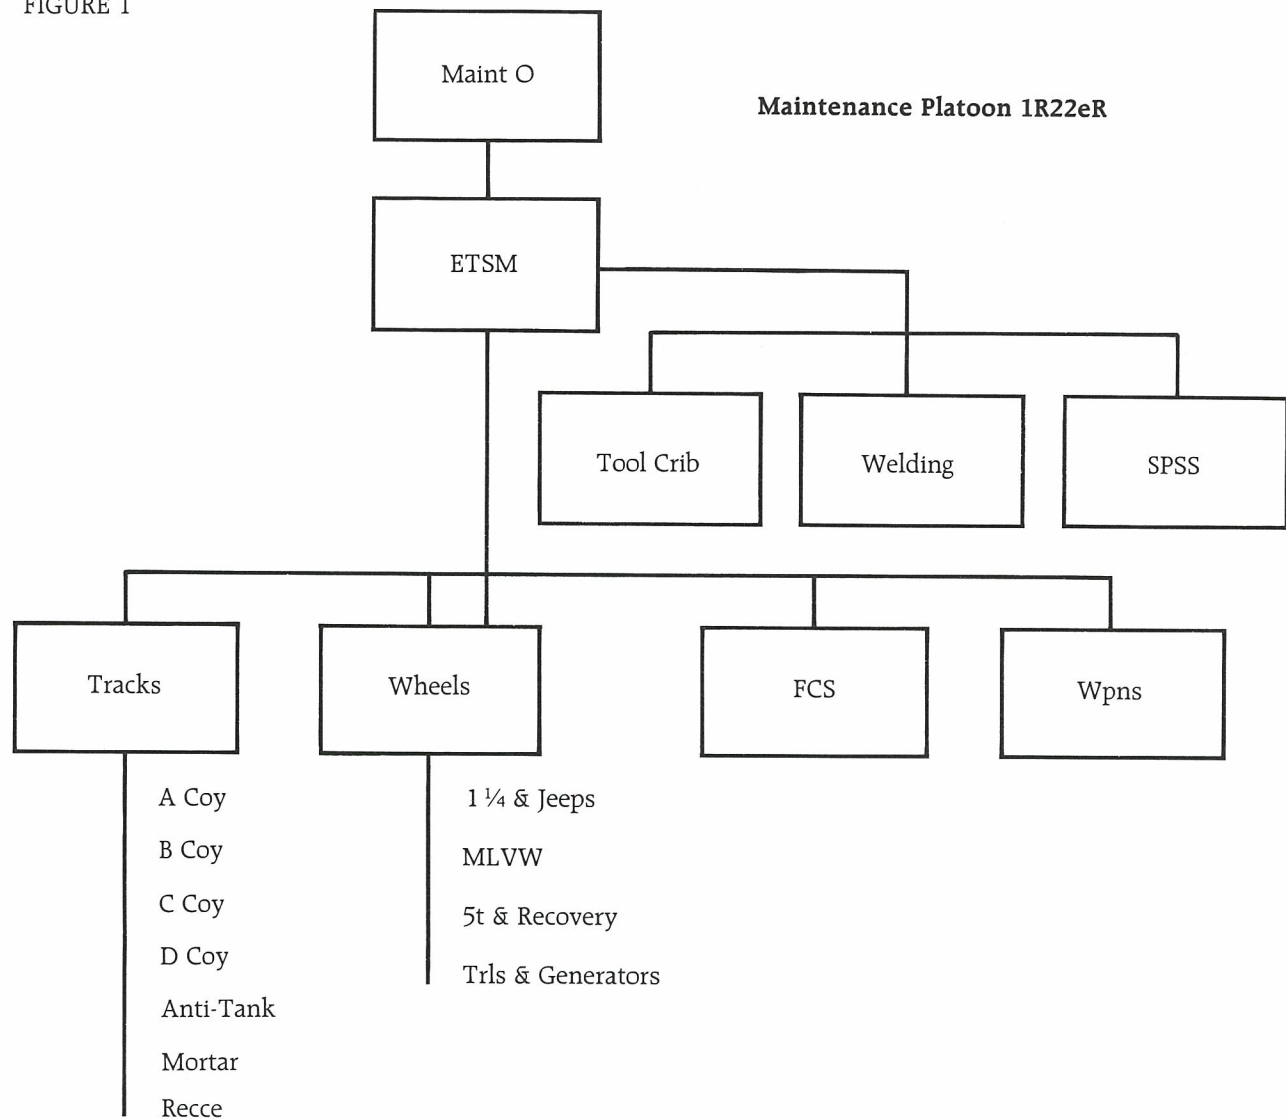 FIGURE 1
Maint O
Maintenance Platoon 1R22eR
ETSM
Tool Crib
Welding
SPSS
Tracks
Wheels
FCS
Wpns
A Coy
B Coy
C Coy
D Coy
Anti-Tank
Mortar
Recce
1 ¼ & Jeeps
MLVW
5t & Recovery
Trls & Generators